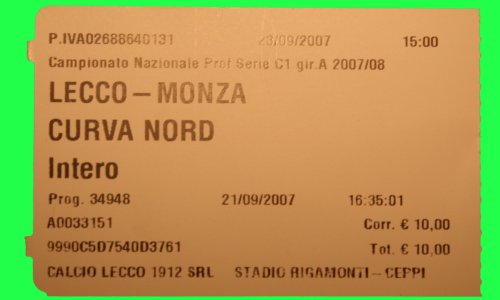 P.IVA02688640131 23/09/2007 15:00
Campionato Nazionale Prof Serie C1 gir.A 2007/08
LECCO – MONZA
CURVA NORD
Intero
Prog. 34948 21/09/2007 16:35:01
A0033151 Corr. € 10,00
9990C5D7540D3761 Tot. € 10,00
CALCIO LECCO 1912 SRL STADIO RIGAMONTI – CEPPI